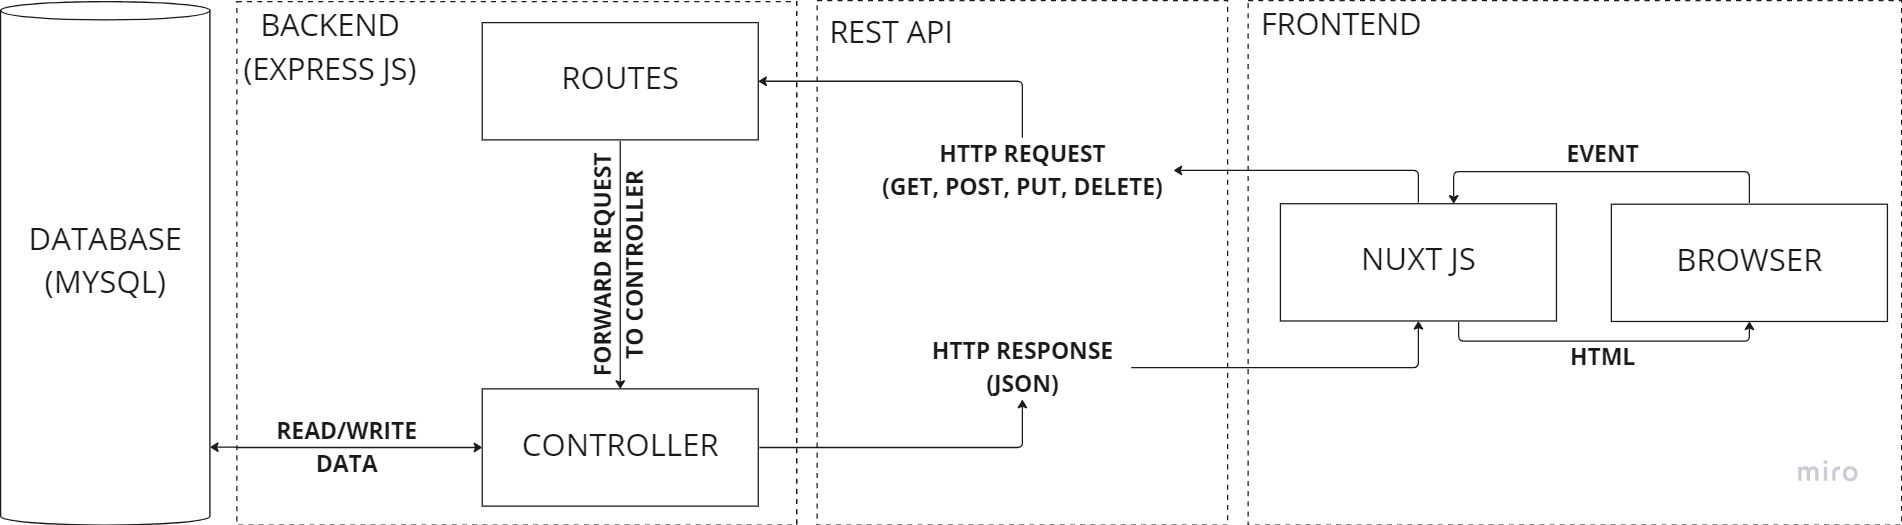 DATABASE
(MYSQL)
BACKEND
(EXPRESS JS)
ROUTES
FORWARD REQUEST
TO CONTROLLER
READ/WRITE
DATA
CONTROLLER
REST API
HTTP REQUEST
(GET, POST, PUT, DELETE)
HTTP RESPONSE
(JSON)
FRONTEND
EVENT
NUXT JS
BROWSER
HTML
miro